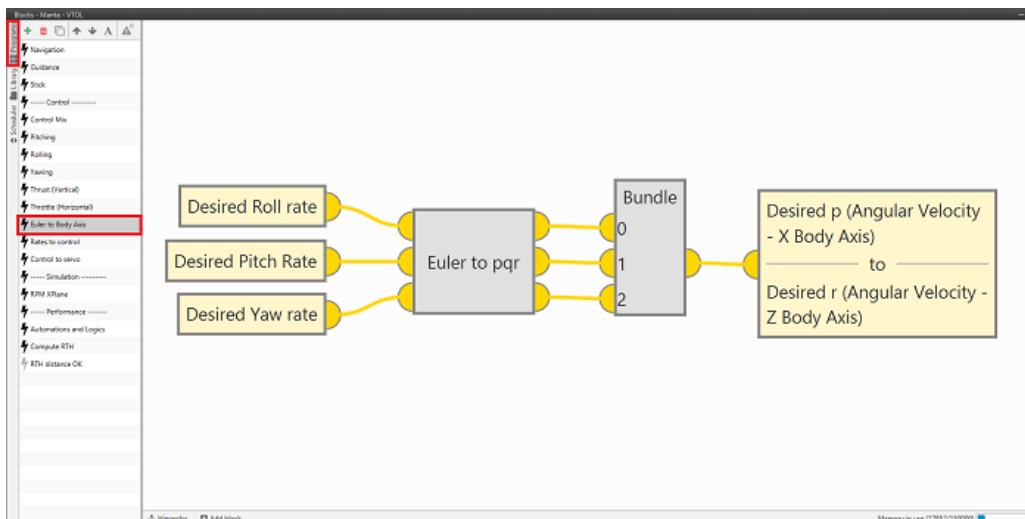 Blocks - Manta - VTOL
Programs
Library
Scheduler
Navigation
Guidance
Stick
----- Control ---------
Control Mix
Pitching
Rolling
Yawing
Thrust (Vertical)
Throttle (Horizontal)
Euler to Body Axis
Rates to control
Control to servo
----- Simulation ---------
RPM XPlane
----- Performance ------
Automations and Logics
Compute RTH
RTH distance OK
Desired Roll rate
Desired Pitch Rate
Desired Yaw rate
Euler to pqr
Bundle
0
1
2
Desired p (Angular Velocity
- X Body Axis)
to
Desired r (Angular Velocity -
Z Body Axis)
Hierarchy
Add block